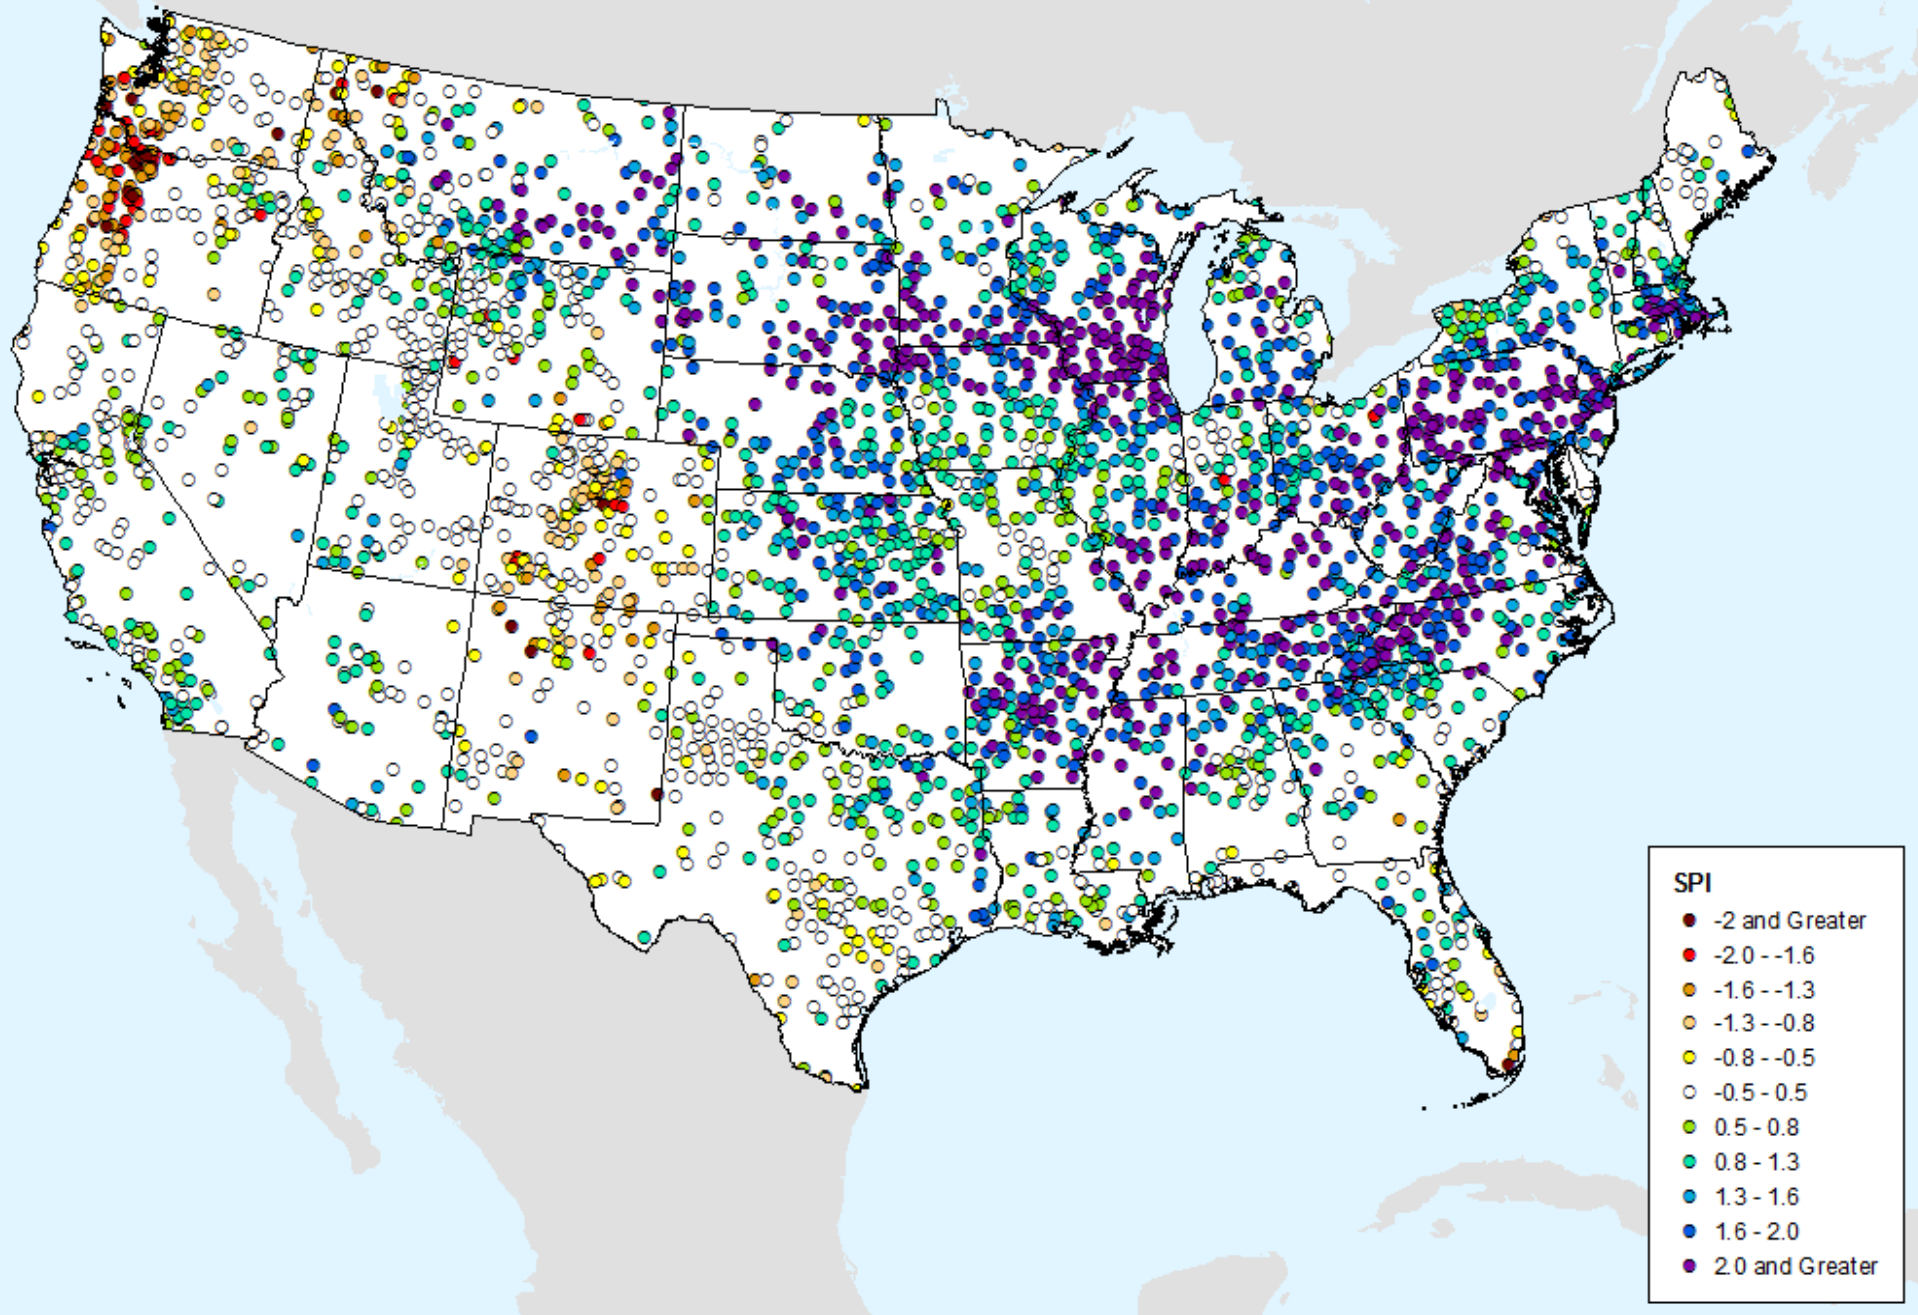 SPI
-2 and Greater
-2.0 - -1.6
-1.6 - -1.3
-1.3 - -0.8
-0.8 - -0.5
-0.5 - 0.5
0.5 - 0.8
0.8 - 1.3
1.3 - 1.6
1.6 - 2.0
2.0 and Greater